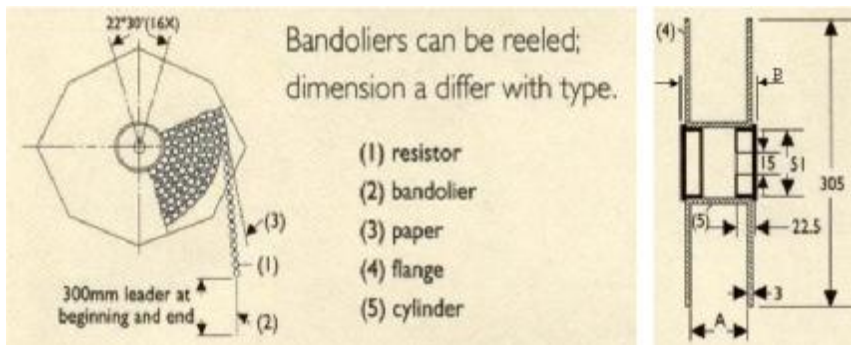 22°30'(16X)
Bandoliers can be reeled;
dimension a differ with type.
(1) resistor
(2) bandolier
(3) paper
(4) flange
(5) cylinder
(3)
(1)
300mm leader at
beginning and end
(2)
(4)
B
15
51
305
(5)
22.5
3
A